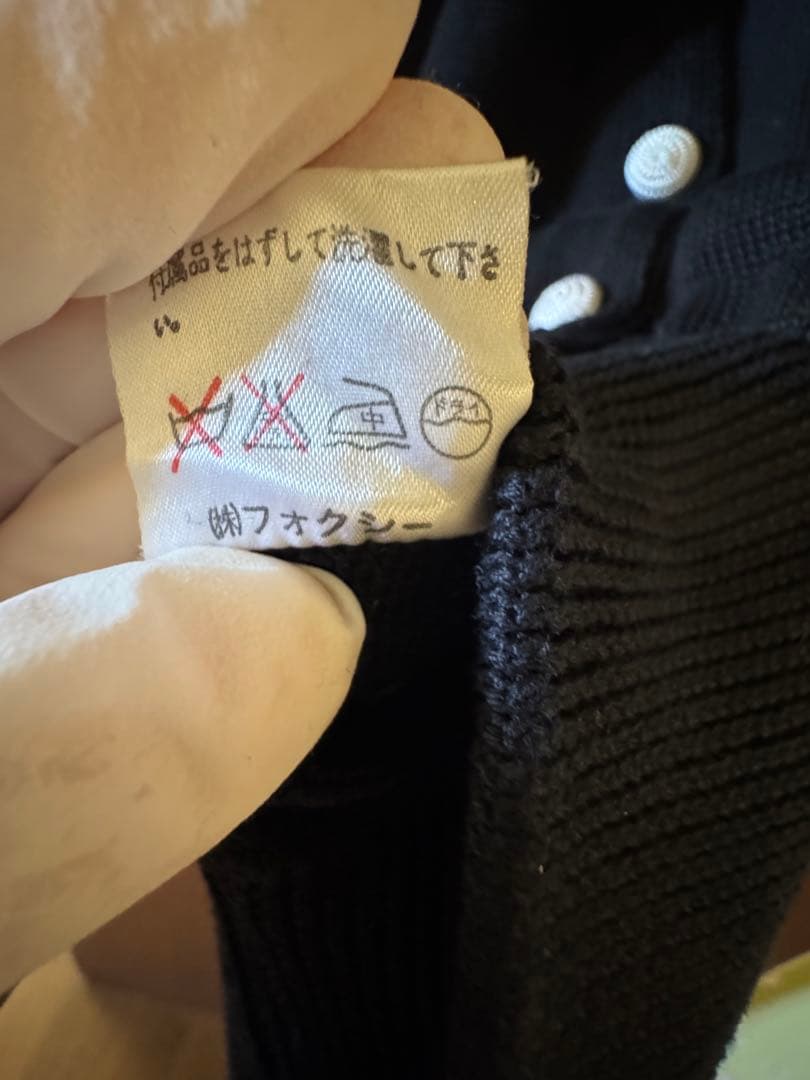 付属品をはずして洗濯して下さ
い。
中 ドライ
㈱フォクシー